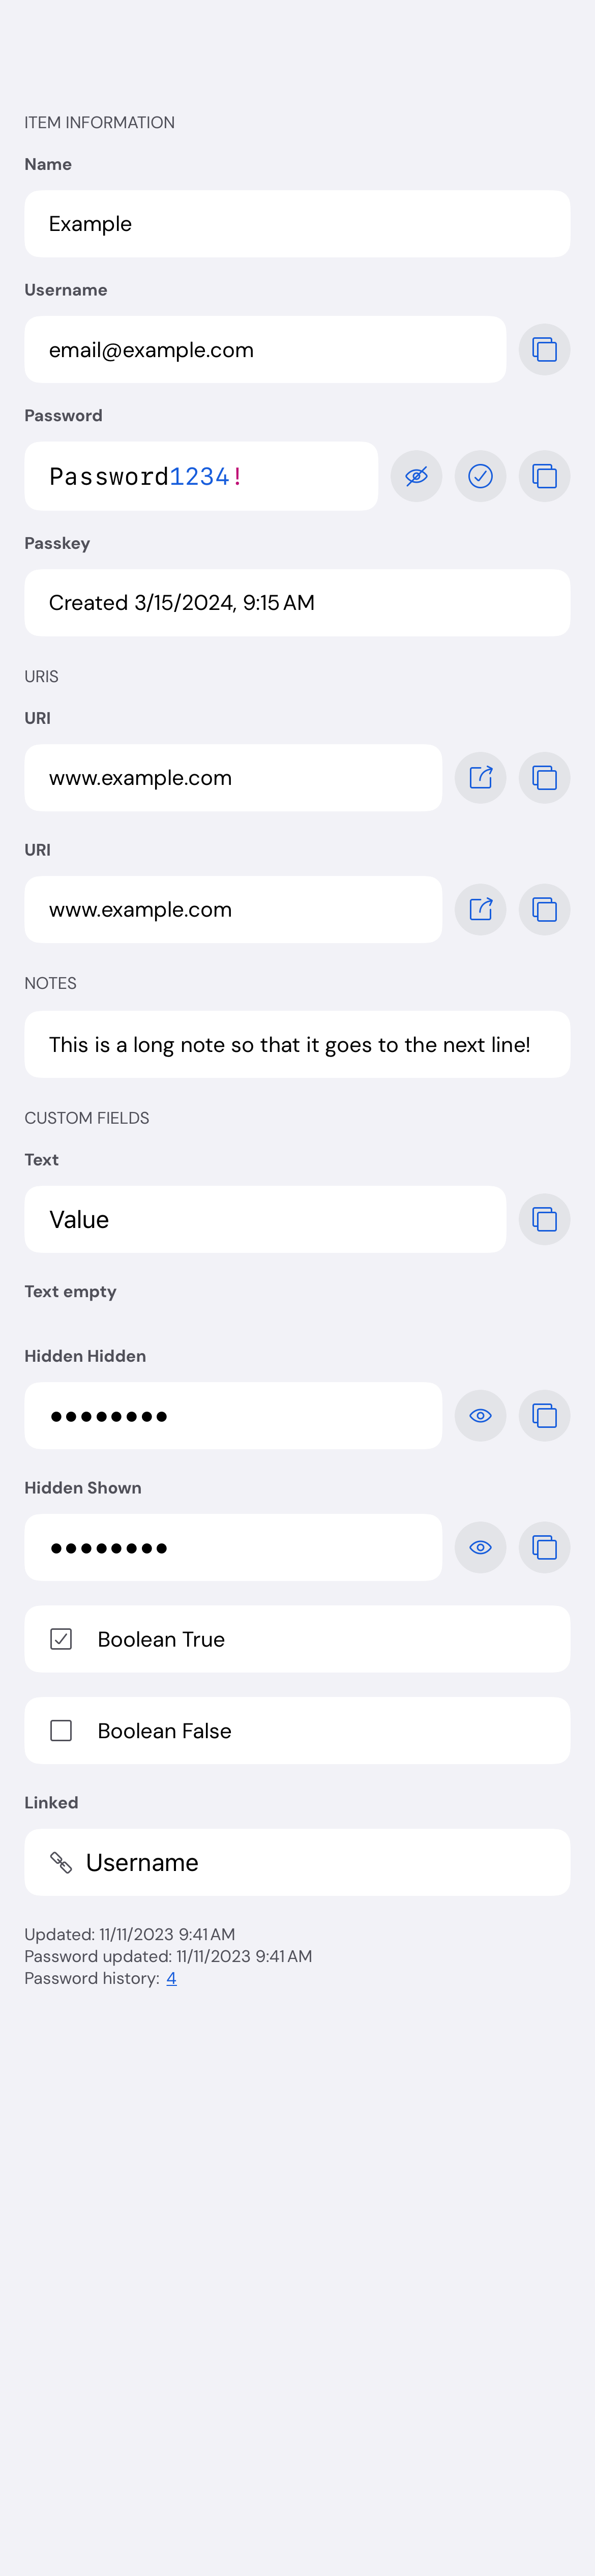 ITEM INFORMATION
Name
Example
Username
email@example.com
Password
Password1234!
Passkey
Created 3/15/2024, 9:15 AM
URIS
URI
www.example.com
URI
www.example.com
NOTES
This is a long note so that it goes to the next line!
CUSTOM FIELDS
Text
Value
Text empty
Hidden Hidden
••••••••
Hidden Shown
••••••••
Boolean True
Boolean False
Linked
Username
Updated: 11/11/2023 9:41 AM
Password updated: 11/11/2023 9:41 AM
Password history: 4